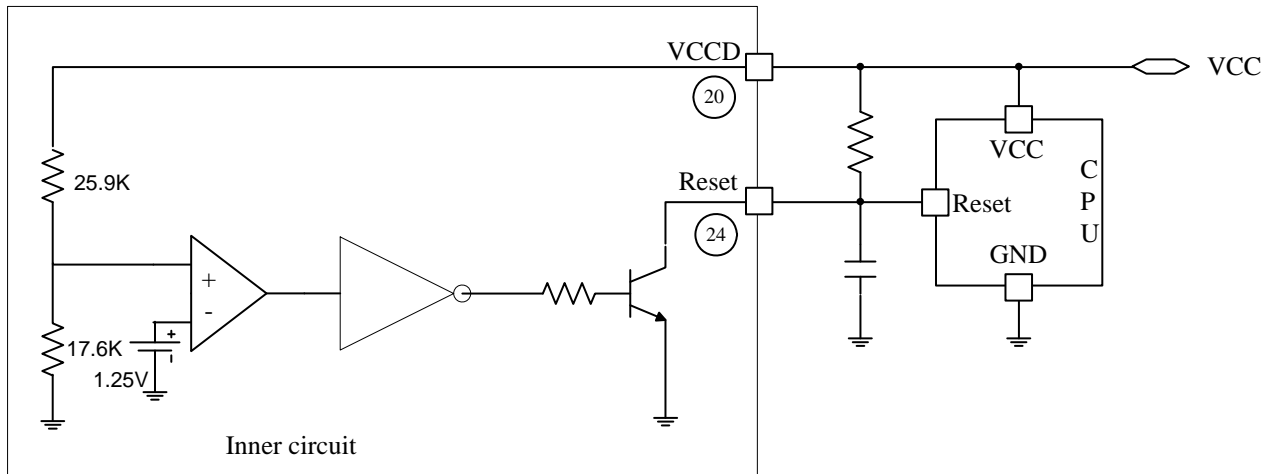 VCCD
VCC
20
VCC
25.9K
Reset
C
P
U
Reset
24
GND
+
-
17.6K
+
1.25V
Inner circuit